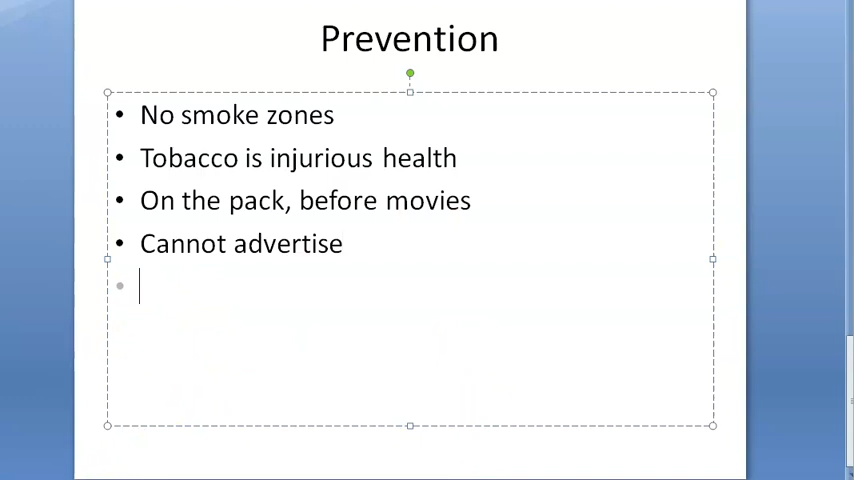 Prevention
• No smoke zones
• Tobacco is injurious health
• On the pack, before movies
• Cannot advertise